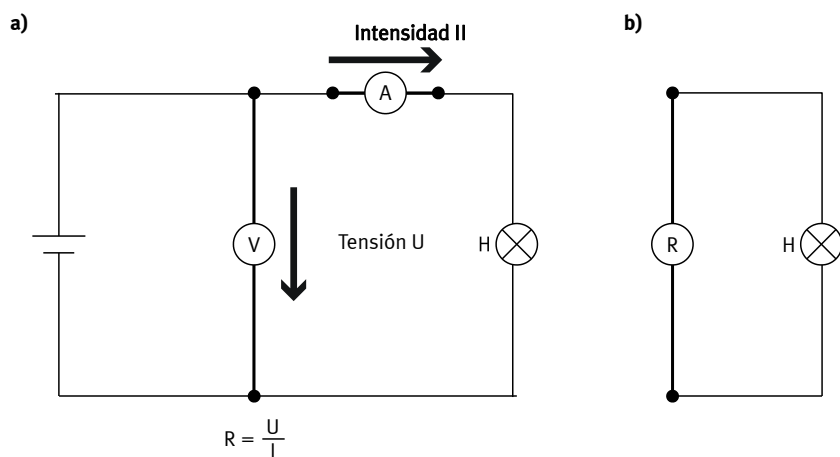 a)
Intensidad II
b)
A
V
Tensión U
H
R
H
R = U
I